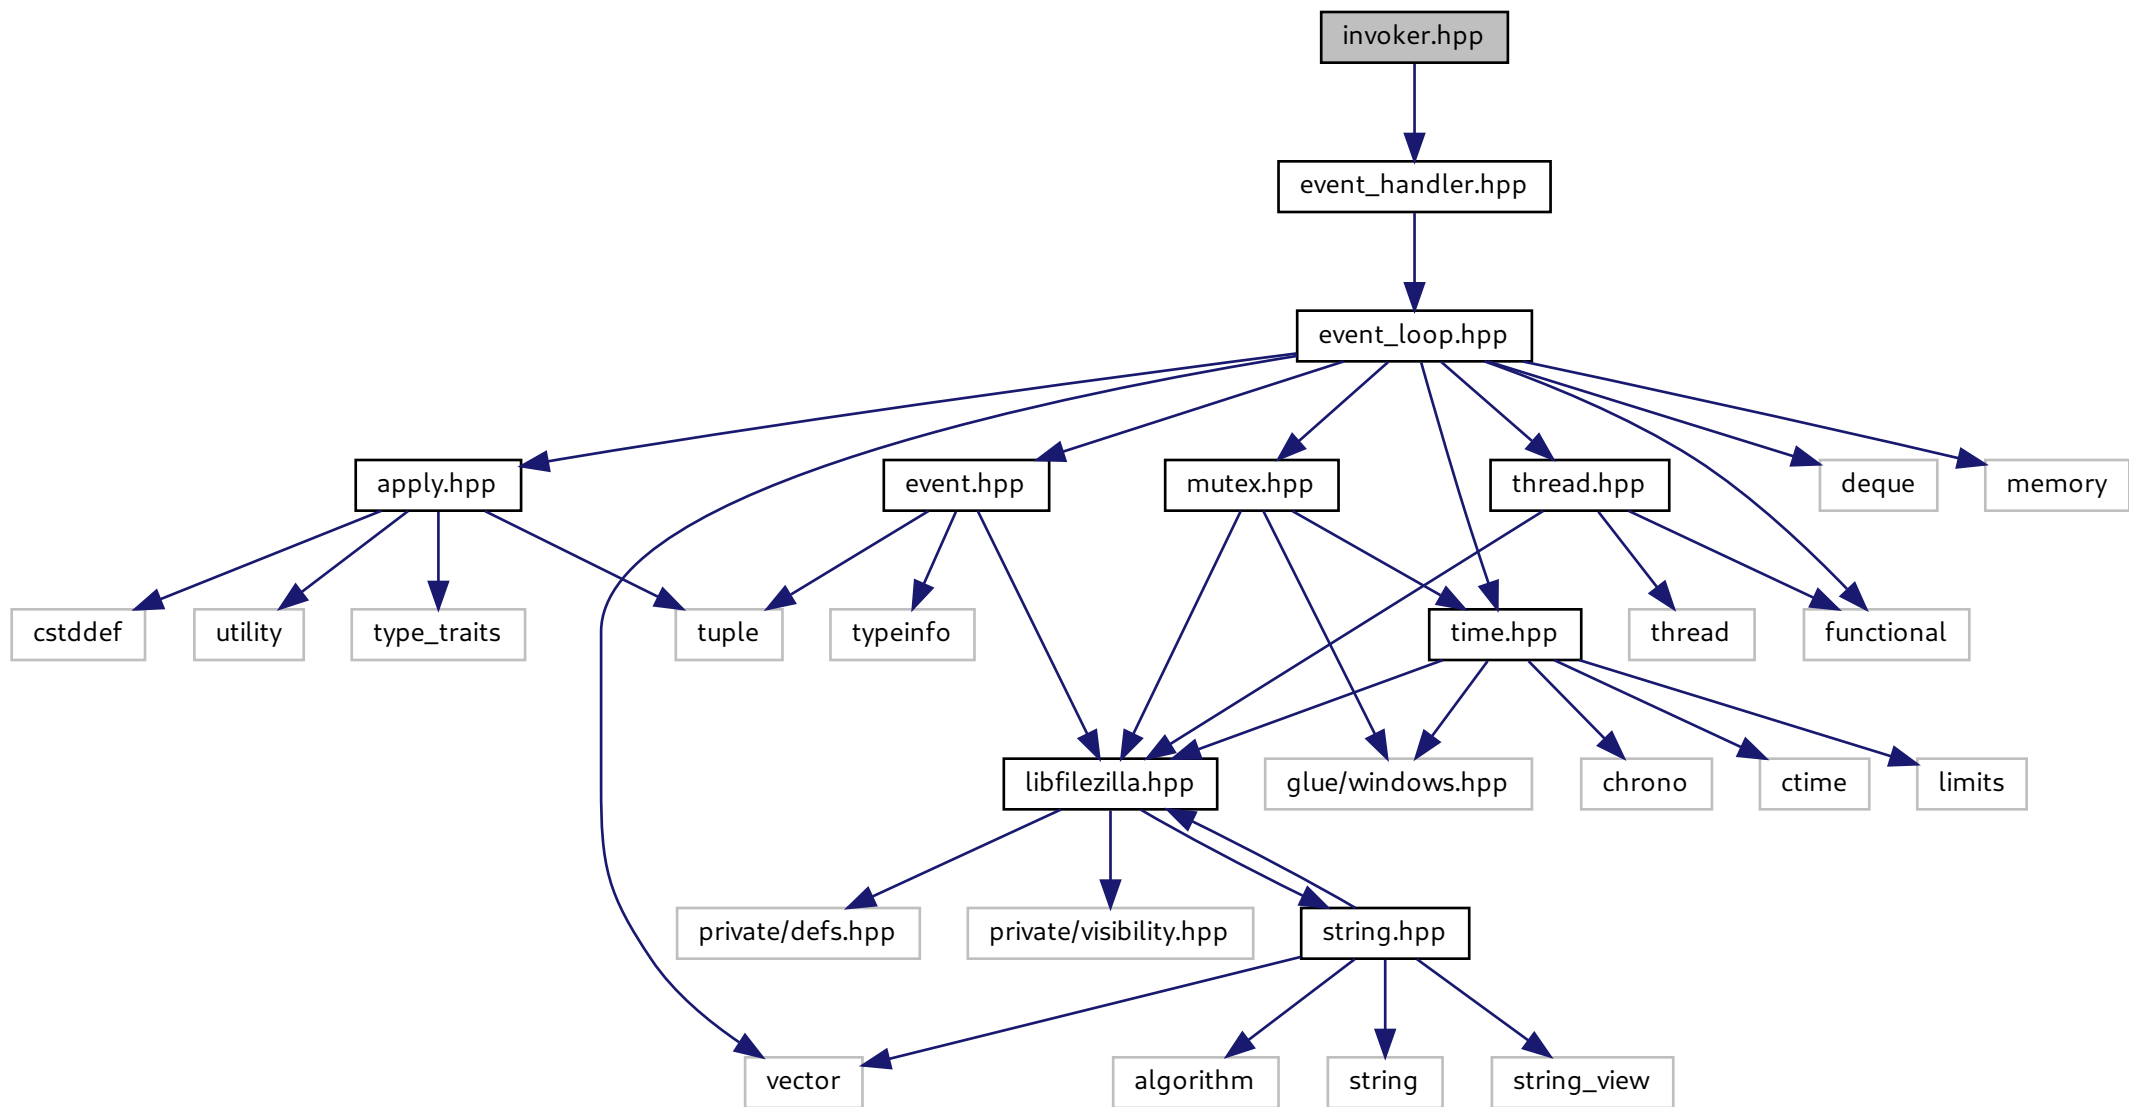 invoker.hpp
event_handler.hpp
event_loop.hpp
apply.hpp
event.hpp
mutex.hpp
thread.hpp
deque
memory
cstddef
utility
type_traits
tuple
typeinfo
time.hpp
thread
functional
libfilezilla.hpp
glue/windows.hpp
chrono
ctime
limits
private/defs.hpp
private/visibility.hpp
string.hpp
vector
algorithm
string
string_view